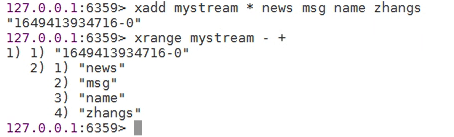 127.0.0.1:6359> xadd mystream * news msg name zhangs
"1649413934716-0"
127.0.0.1:6359> xrange mystream - +
1) 1) "1649413934716-0"
   2) 1) "news"
      2) "msg"
      3) "name"
      4) "zhangs"
127.0.0.1:6359>